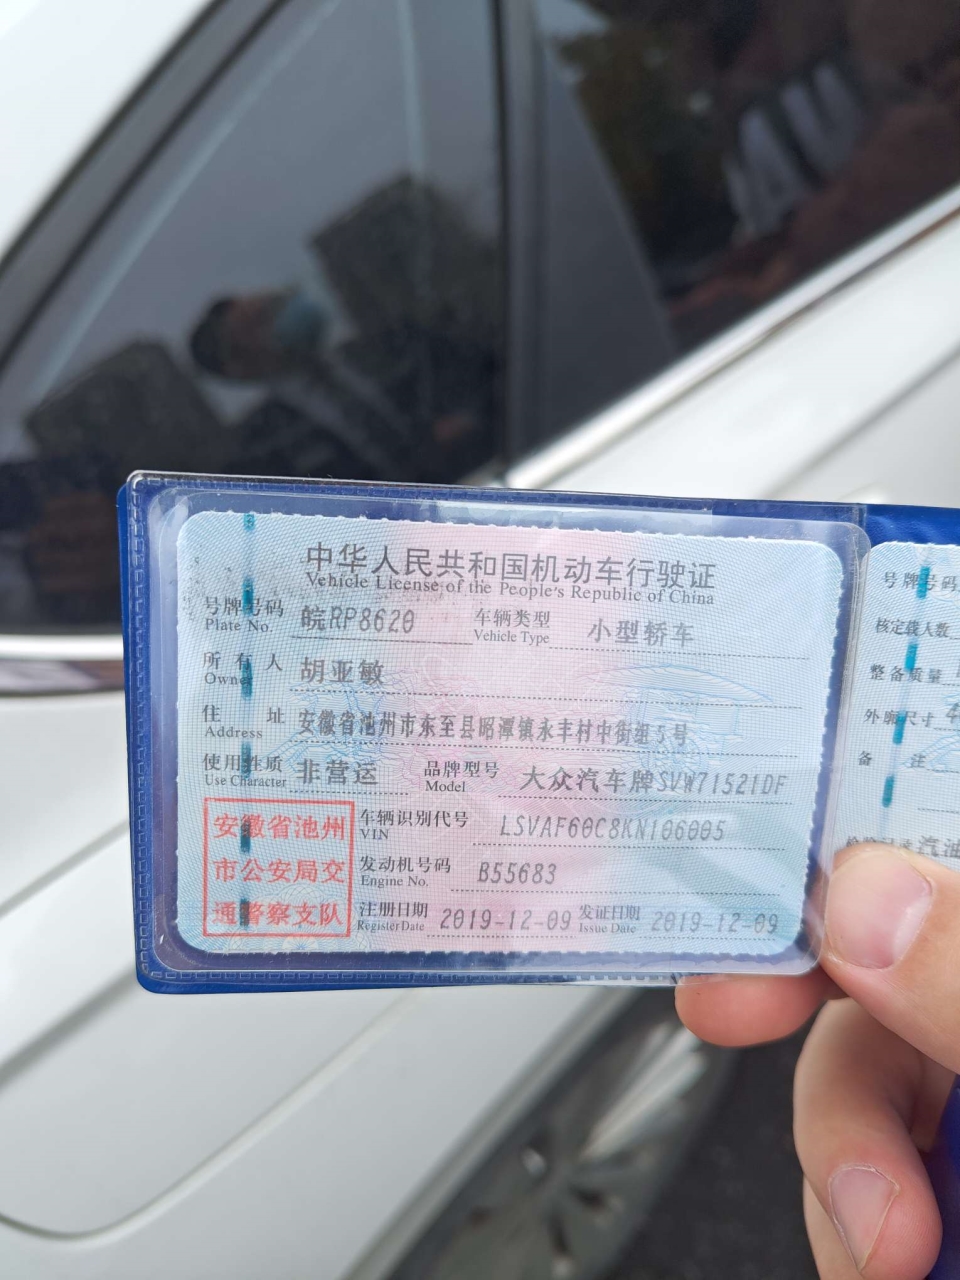 中华人民共和国机动车行驶证
Vehicle License of the People's Republic of China
号牌号码 皖RP8620 车辆类型 小型轿车
Plate No. Vehicle Type
所有人 胡亚敏
Owner
住址 安徽省池州市东至县昭潭镇永丰村中街组5号
Address
使用性质 非营运 品牌型号 大众汽车牌SVW71521DF
Use Character Model
安徽省池州
市公安局交
通警察支队
车辆识别代号 LSVAF60C8KN106005
VIN
发动机号码 B55683
Engine No.
注册日期 2019-12-09 发证日期 2019-12-09
Register Date Issue Date
号牌号码
核定载人数
整备质量
外廓尺寸
备注
汽油